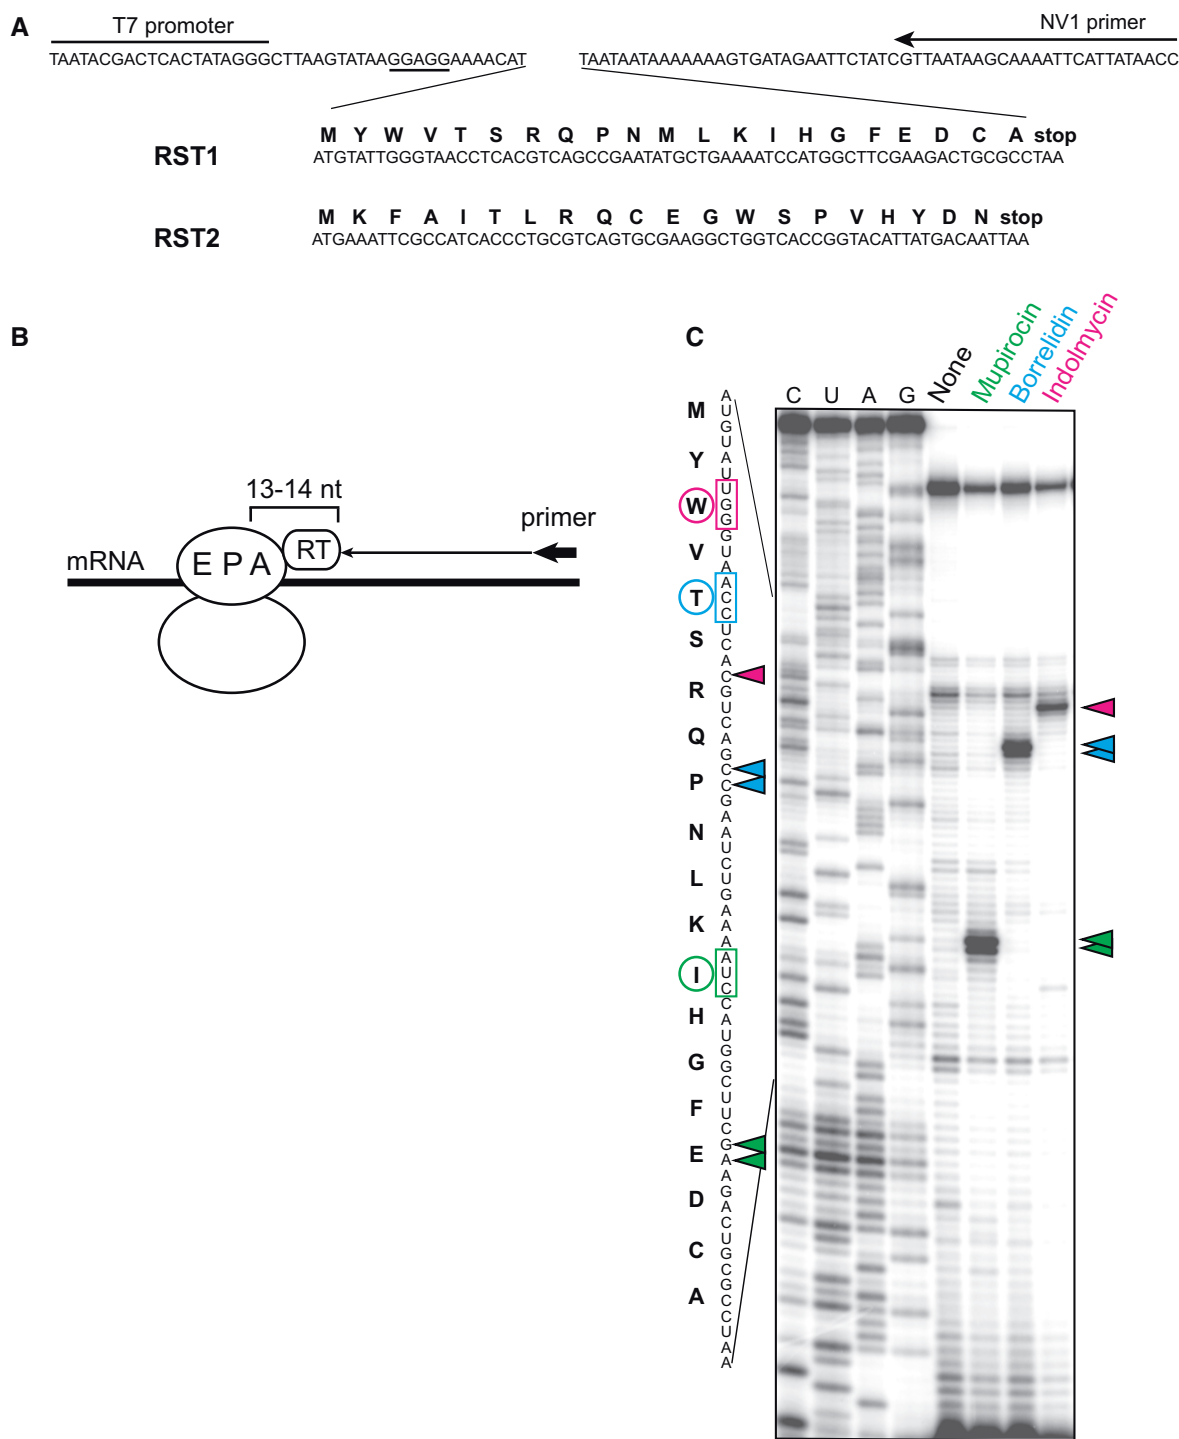 A
T7 promoter
NV1 primer
TAATACGACTCACTATAGGGCTTAAGTATAAGGAGGAAAACAT TAATAATAAAAAAAGTGATAGAATTCTATCGTTAATAAGCAAAATTCATTATAACC
M Y W V T S R Q P N M L K I H G F E D C A stop
RST1
ATGTATTGGGTAACCTCACGTCAGCCGAATATGCTGAAAATCCATGGCTTCGAAGACTGCGCCTAA
M K F A I T L R Q C E G W S P V H Y D N stop
RST2
ATGAAATTCGCCATCACCCTGCGTCAGTGCGAAGGCTGGTCACCGGTACATTATGACAATTAA
B
13-14 nt
primer
RT
E P A
mRNA
C
C U A G
None
Mupirocin
Borrelidin
Indolmycin
M Y W V T S R Q P N L K I H G F E D C A
AUGUAUUGGGUAACCUCACGUCAGCCGAAUCUGAAAAUCCAUGGCUUCGAAGACUGCGCCUAA